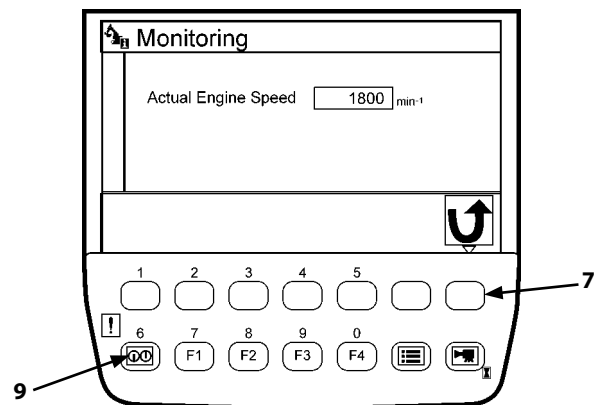 Monitoring
Actual Engine Speed 1800 min-1
1 2 3 4 5
7
!
6 7 8 9 0
F1 F2 F3 F4
9